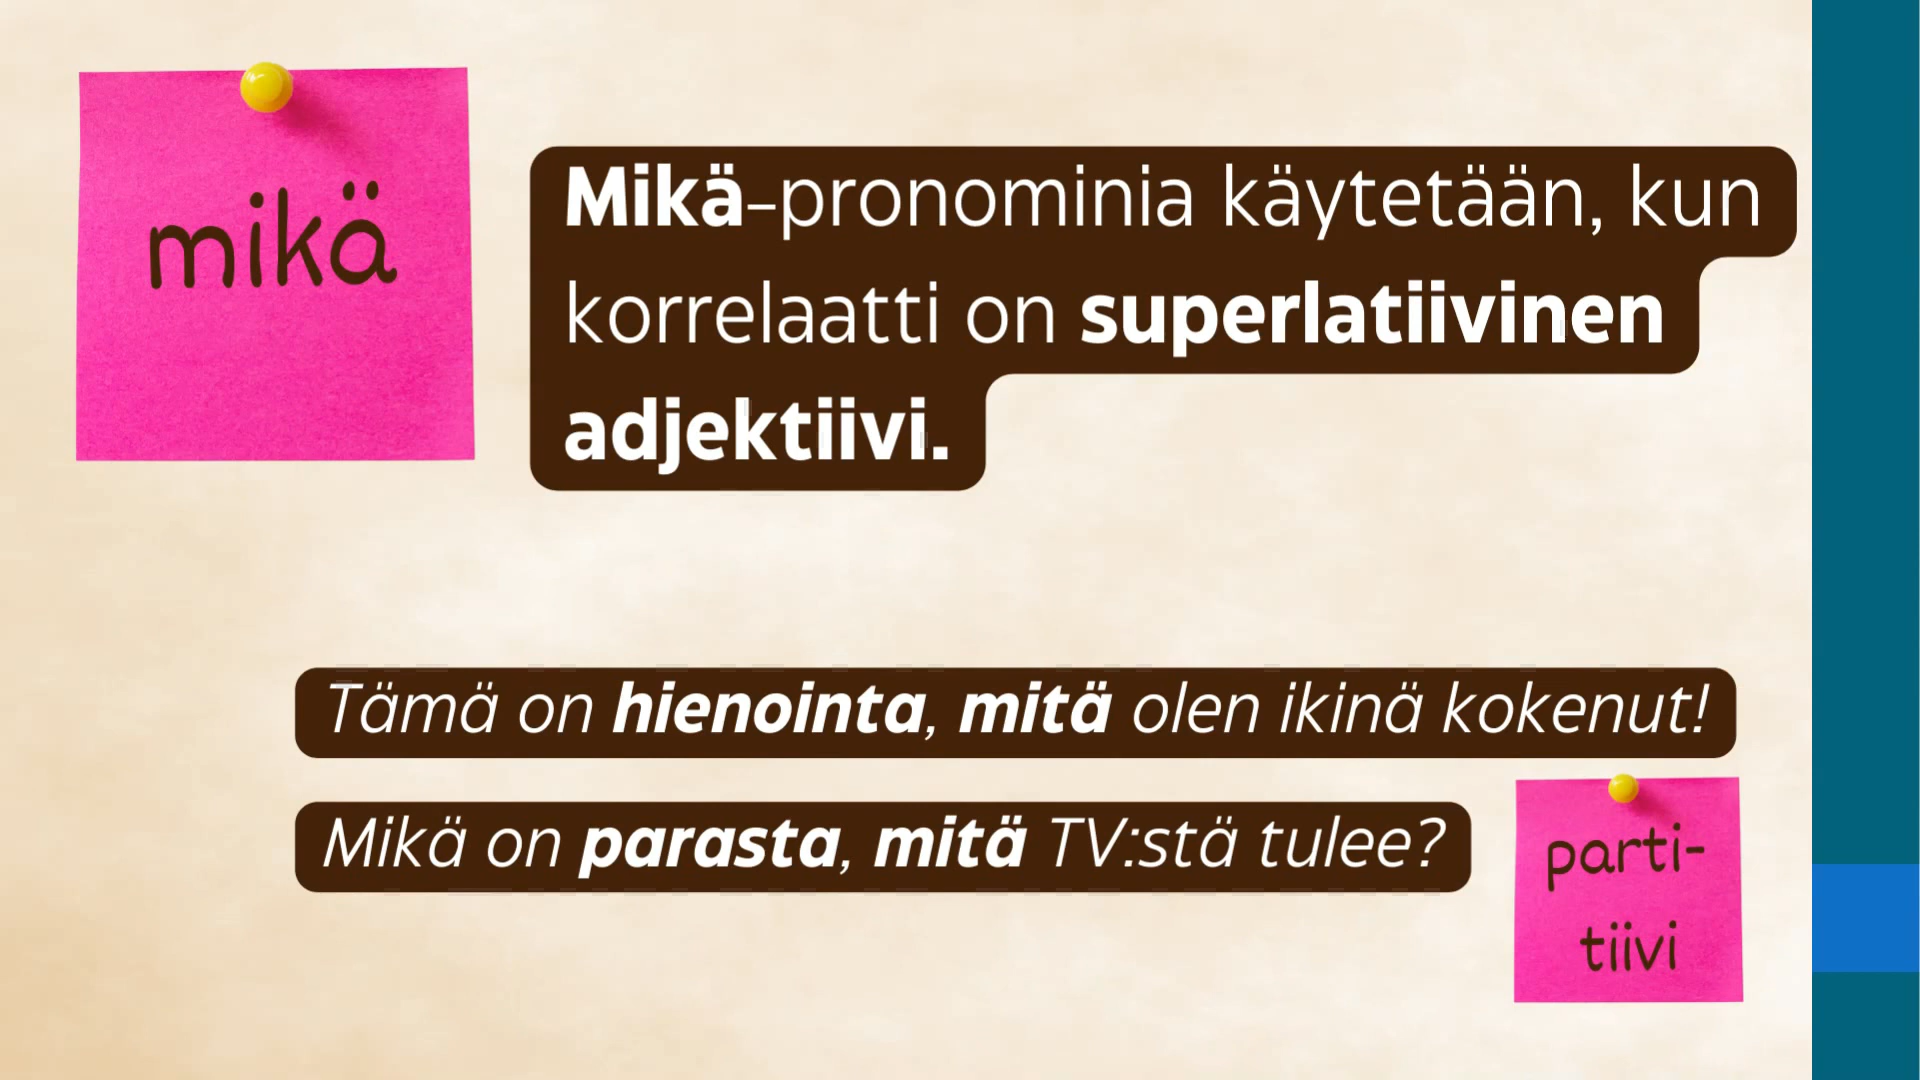 mikä
Mikä–pronominia käytetään, kun
korrelaatti on superlatiivinen
adjektiivi.
Tämä on hienointa, mitä olen ikinä kokenut!
Mikä on parasta, mitä TV:stä tulee?
parti-
tiivi